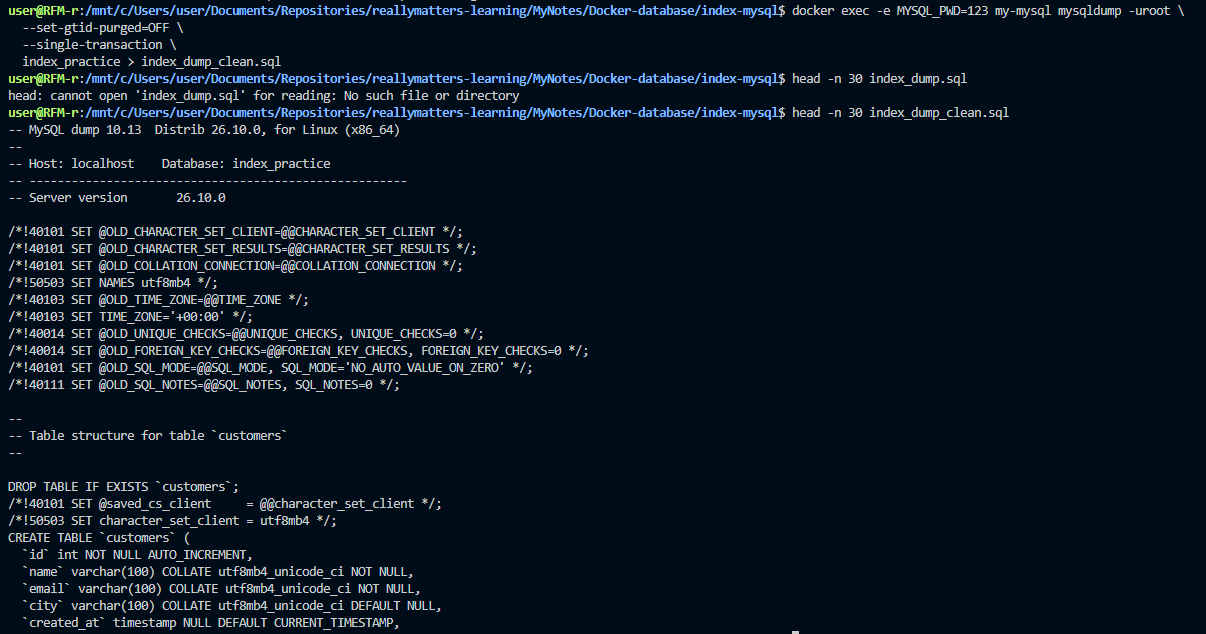 user@RFM-r:/mnt/c/Users/user/Documents/Repositories/reallymatters-learning/MyNotes/Docker-database/index-mysql$ docker exec -e MYSQL_PWD=123 my-mysql mysqldump -uroot \
  --set-gtid-purged=OFF \
  --single-transaction \
  index_practice > index_dump_clean.sql
user@RFM-r:/mnt/c/Users/user/Documents/Repositories/reallymatters-learning/MyNotes/Docker-database/index-mysql$ head -n 30 index_dump.sql
head: cannot open 'index_dump.sql' for reading: No such file or directory
user@RFM-r:/mnt/c/Users/user/Documents/Repositories/reallymatters-learning/MyNotes/Docker-database/index-mysql$ head -n 30 index_dump_clean.sql
-- MySQL dump 10.13  Distrib 26.10.0, for Linux (x86_64)
--
-- Host: localhost    Database: index_practice
-- ------------------------------------------------------
-- Server version       26.10.0

/*!40101 SET @OLD_CHARACTER_SET_CLIENT=@@CHARACTER_SET_CLIENT */;
/*!40101 SET @OLD_CHARACTER_SET_RESULTS=@@CHARACTER_SET_RESULTS */;
/*!40101 SET @OLD_COLLATION_CONNECTION=@@COLLATION_CONNECTION */;
/*!50503 SET NAMES utf8mb4 */;
/*!40103 SET @OLD_TIME_ZONE=@@TIME_ZONE */;
/*!40103 SET TIME_ZONE='+00:00' */;
/*!40014 SET @OLD_UNIQUE_CHECKS=@@UNIQUE_CHECKS, UNIQUE_CHECKS=0 */;
/*!40014 SET @OLD_FOREIGN_KEY_CHECKS=@@FOREIGN_KEY_CHECKS, FOREIGN_KEY_CHECKS=0 */;
/*!40101 SET @OLD_SQL_MODE=@@SQL_MODE, SQL_MODE='NO_AUTO_VALUE_ON_ZERO' */;
/*!40111 SET @OLD_SQL_NOTES=@@SQL_NOTES, SQL_NOTES=0 */;

--
-- Table structure for table `customers`
--

DROP TABLE IF EXISTS `customers`;
/*!40101 SET @saved_cs_client     = @@character_set_client */;
/*!50503 SET character_set_client = utf8mb4 */;
CREATE TABLE `customers` (
  `id` int NOT NULL AUTO_INCREMENT,
  `name` varchar(100) COLLATE utf8mb4_unicode_ci NOT NULL,
  `email` varchar(100) COLLATE utf8mb4_unicode_ci NOT NULL,
  `city` varchar(100) COLLATE utf8mb4_unicode_ci DEFAULT NULL,
  `created_at` timestamp NULL DEFAULT CURRENT_TIMESTAMP,